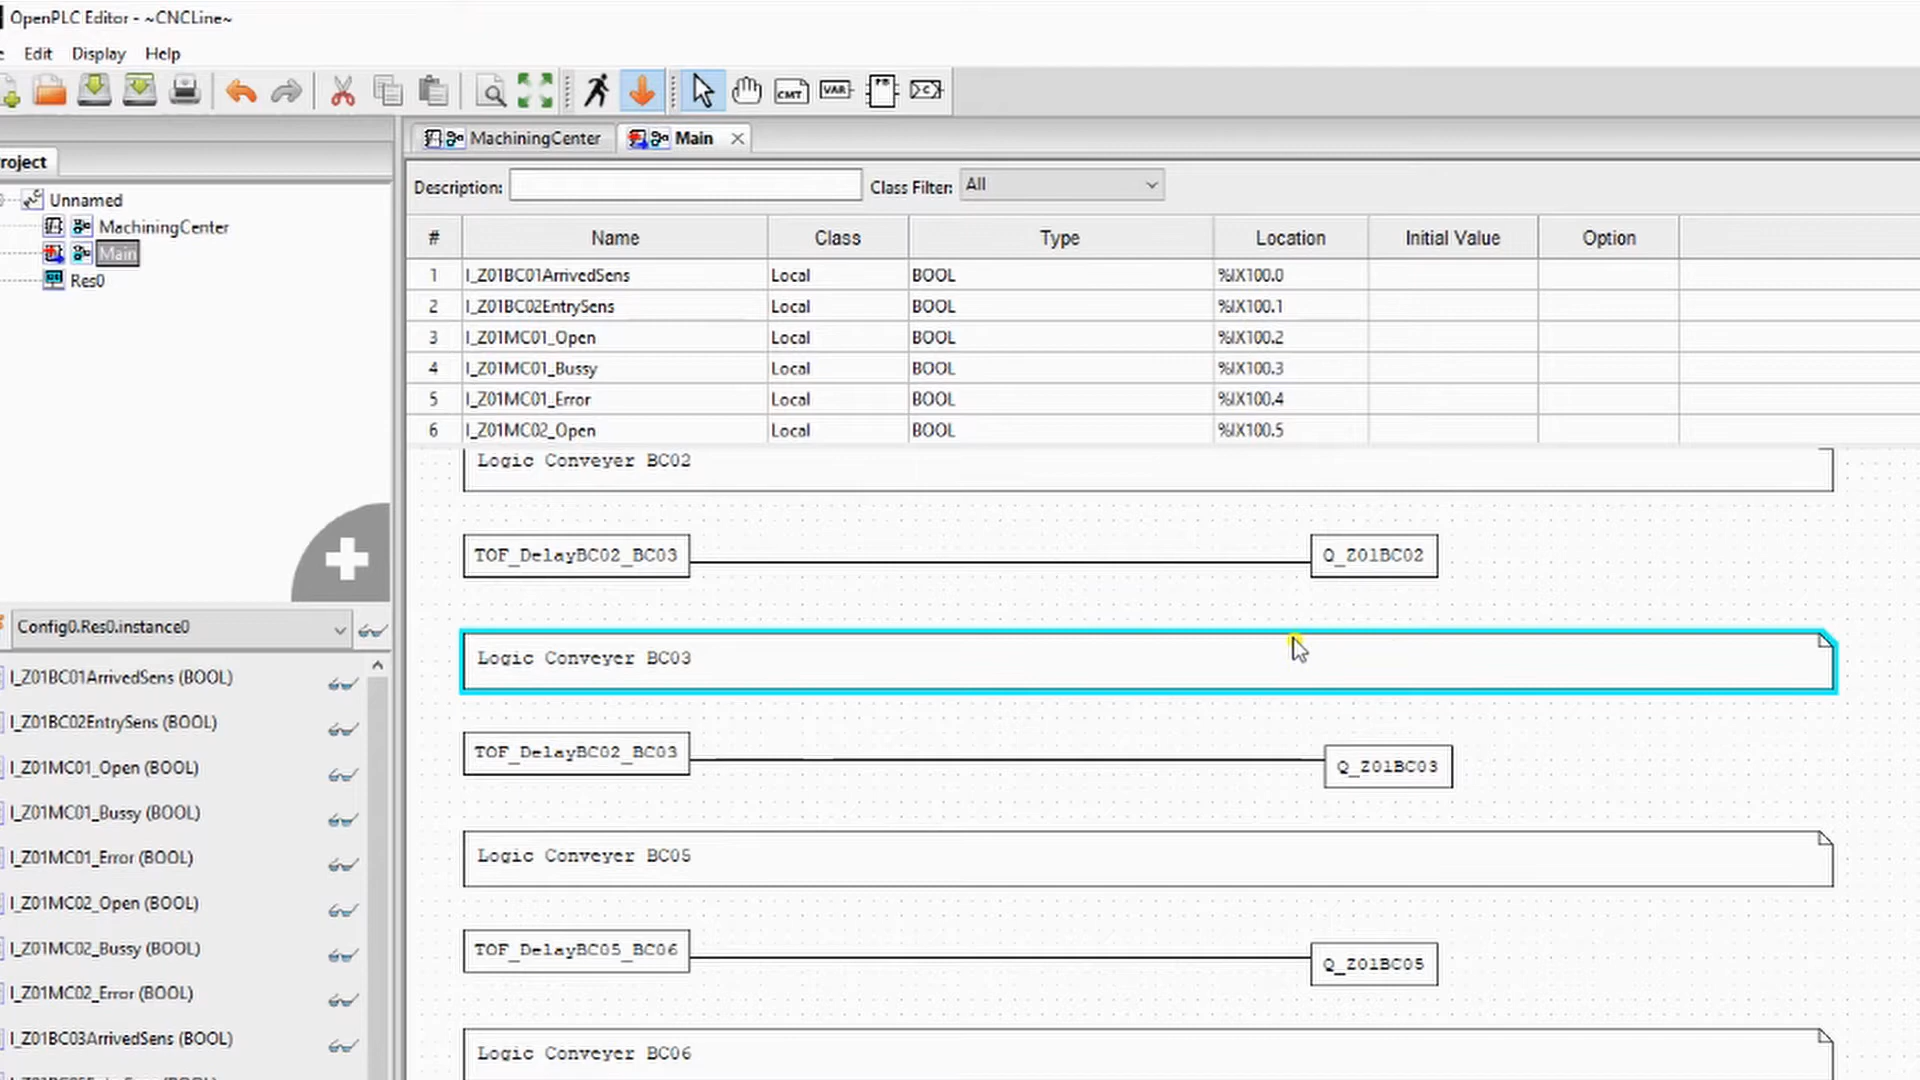 OpenPLC Editor - ~CNCLine~
Edit Display Help
CMT VAR
MachiningCenter Main
roject
Description: Class Filter: All
Unnamed
MachiningCenter
Main
Res0
# Name Class Type Location Initial Value Option
1 I_Z01BC01ArrivedSens Local BOOL %IX100.0
2 I_Z01BC02EntrySens Local BOOL %IX100.1
3 I_Z01MC01_Open Local BOOL %IX100.2
4 I_Z01MC01_Bussy Local BOOL %IX100.3
5 I_Z01MC01_Error Local BOOL %IX100.4
6 I_Z01MC02_Open Local BOOL %IX100.5
Logic Conveyer BC02
TOF_DelayBC02_BC03 Q_Z01BC02
Logic Conveyer BC03
TOF_DelayBC02_BC03 Q_Z01BC03
Logic Conveyer BC05
TOF_DelayBC05_BC06 Q_Z01BC05
Logic Conveyer BC06
Config0.Res0.instance0
I_Z01BC01ArrivedSens (BOOL)
I_Z01BC02EntrySens (BOOL)
I_Z01MC01_Open (BOOL)
I_Z01MC01_Bussy (BOOL)
I_Z01MC01_Error (BOOL)
I_Z01MC02_Open (BOOL)
I_Z01MC02_Bussy (BOOL)
I_Z01MC02_Error (BOOL)
I_Z01BC03ArrivedSens (BOOL)